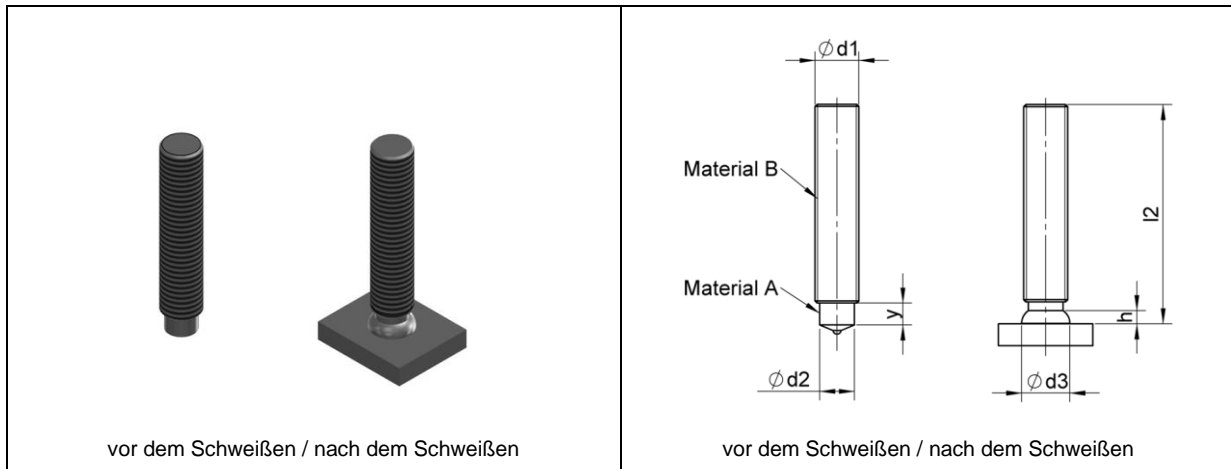 vor dem Schweißen / nach dem Schweißen
Ød1
Material B
Material A
y
Ød2
l2
h
Ød3
vor dem Schweißen / nach dem Schweißen